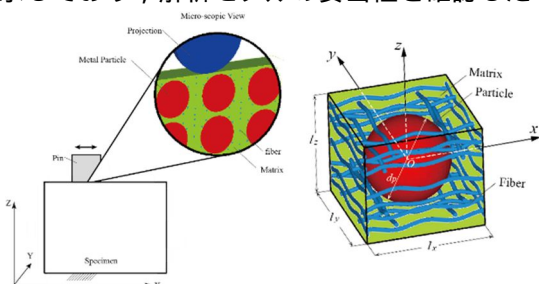 Micro-scopic View
Projection
Metal Particle
fiber
Matrix
Pin
Specimen
Z
Y
z
y
x
O
Matrix
Particle
Fiber
dp
lz
ly
lx